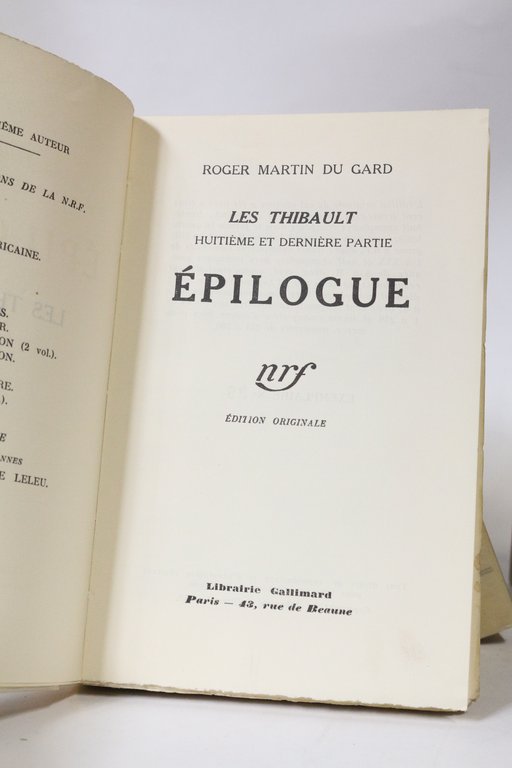 ÊME AUTEUR
NS DE LA N.R.F.
RICAINE.
S.
R.
ON (2 vol).
ON.
RE.
).
E
NNES
E LELEU.
ROGER MARTIN DU GARD
LES THIBAULT
HUITIÈME ET DERNIÈRE PARTIE
ÉPILOGUE
nrf
ÉDITION ORIGINALE
Librairie Gallimard
Paris — 43, rue de Beaune